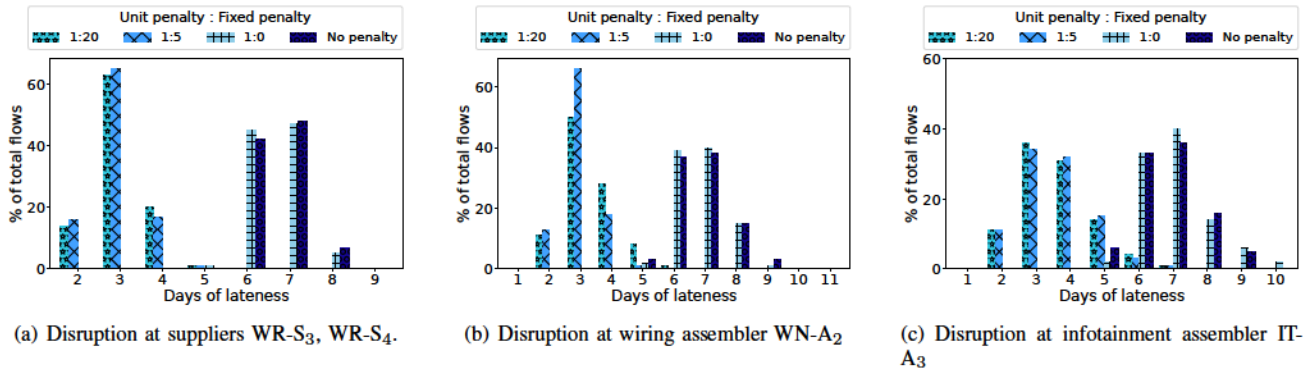 Unit penalty : Fixed penalty
1:20 1:5 1:0 No penalty
% of total flows
60
40
20
0
2 3 4 5 6 7 8 9
Days of lateness
(a) Disruption at suppliers WR-S3, WR-S4.
Unit penalty : Fixed penalty
1:20 1:5 1:0 No penalty
% of total flows
60
40
20
0
1 2 3 4 5 6 7 8 9 10 11
Days of lateness
(b) Disruption at wiring assembler WN-A2
Unit penalty : Fixed penalty
1:20 1:5 1:0 No penalty
% of total flows
60
40
20
0
1 2 3 4 5 6 7 8 9 10
Days of lateness
(c) Disruption at infotainment assembler IT-
A3